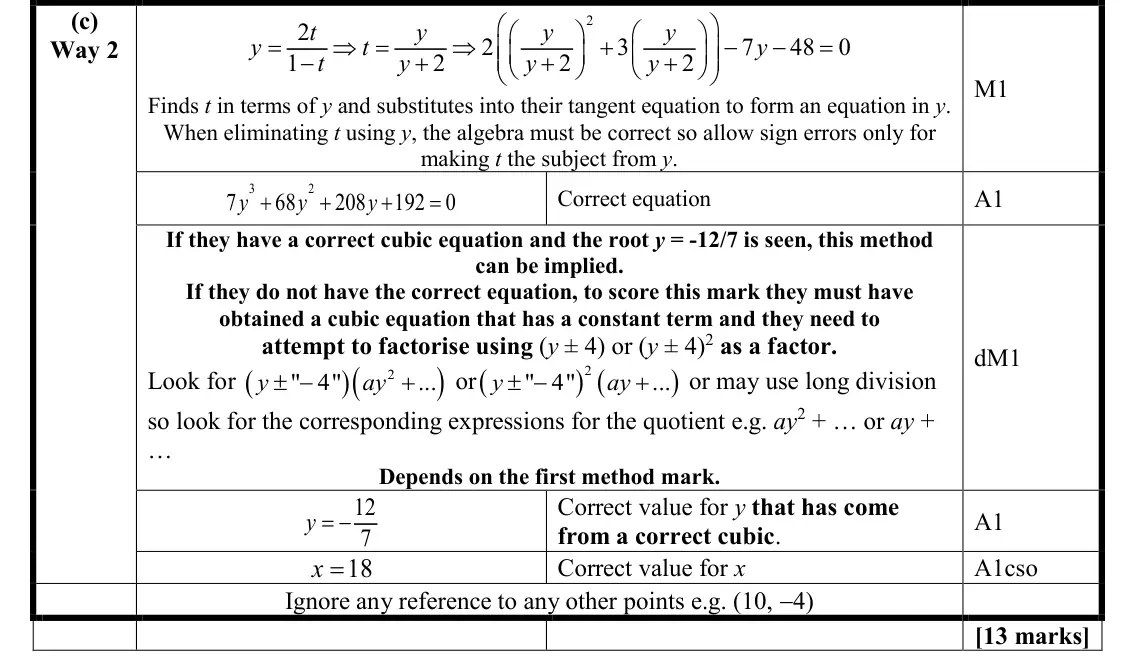 (c)
Way 2
y = 2t/(1 − t) ⇒ t = y/(y + 2) ⇒ 2((y/(y + 2))² + 3(y/(y + 2))) − 7y − 48 = 0
Finds t in terms of y and substitutes into their tangent equation to form an equation in y.
When eliminating t using y, the algebra must be correct so allow sign errors only for
making t the subject from y.
M1
7y³ + 68y² + 208y + 192 = 0
Correct equation
A1
If they have a correct cubic equation and the root y = -12/7 is seen, this method
can be implied.
If they do not have the correct equation, to score this mark they must have
obtained a cubic equation that has a constant term and they need to
attempt to factorise using (y ± 4) or (y ± 4)² as a factor.
Look for (y ± "− 4")(ay² + ...) or (y ± "− 4")² (ay + ...) or may use long division
so look for the corresponding expressions for the quotient e.g. ay² + … or ay +
…
Depends on the first method mark.
dM1
y = −12/7
Correct value for y that has come
from a correct cubic.
A1
x = 18
Correct value for x
A1cso
Ignore any reference to any other points e.g. (10, −4)
[13 marks]